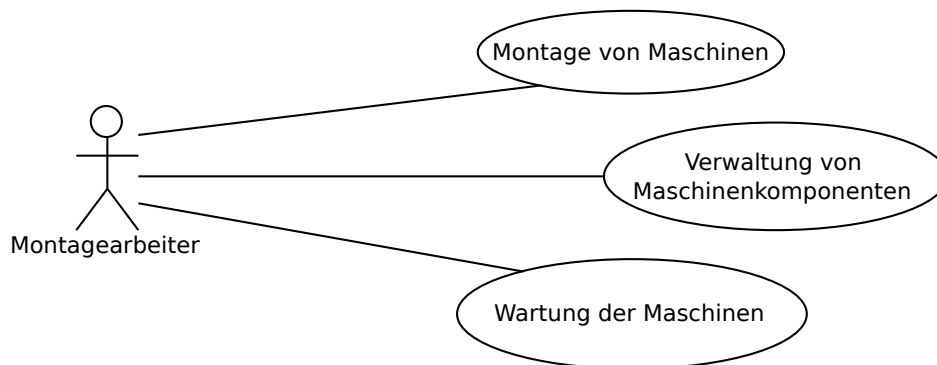 Montage von Maschinen
Verwaltung von
Maschinenkomponenten
Montagearbeiter
Wartung der Maschinen